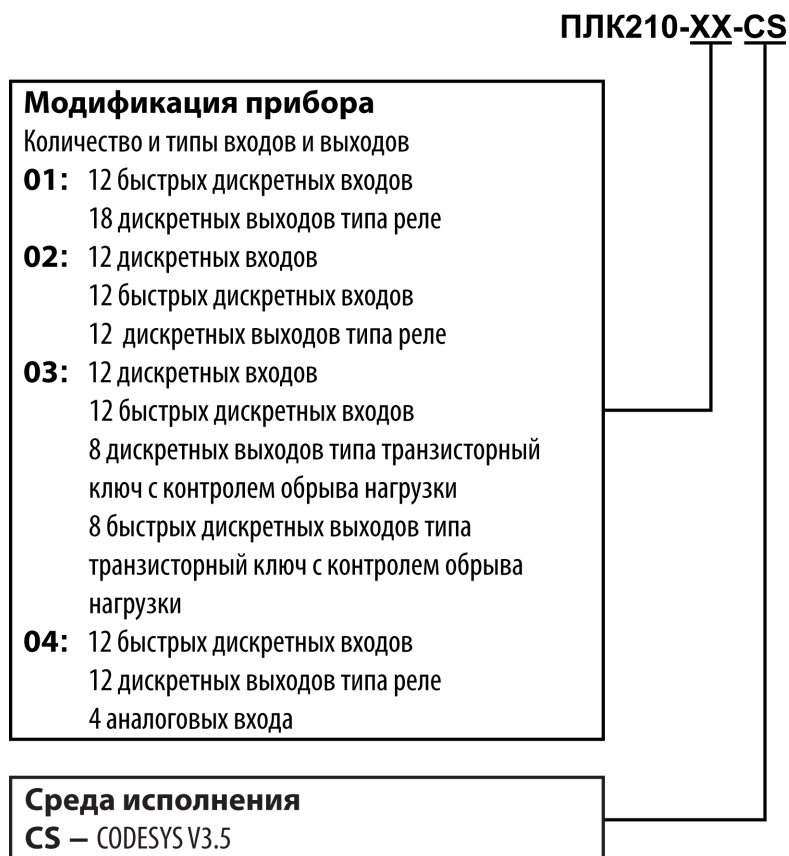 ПЛК210-XX-CS
Модификация прибора
Количество и типы входов и выходов
01: 12 быстрых дискретных входов
18 дискретных выходов типа реле
02: 12 дискретных входов
12 быстрых дискретных входов
12 дискретных выходов типа реле
03: 12 дискретных входов
12 быстрых дискретных входов
8 дискретных выходов типа транзисторный
ключ с контролем обрыва нагрузки
8 быстрых дискретных выходов типа
транзисторный ключ с контролем обрыва
нагрузки
04: 12 быстрых дискретных входов
12 дискретных выходов типа реле
4 аналоговых входа
Среда исполнения
CS – CODESYS V3.5